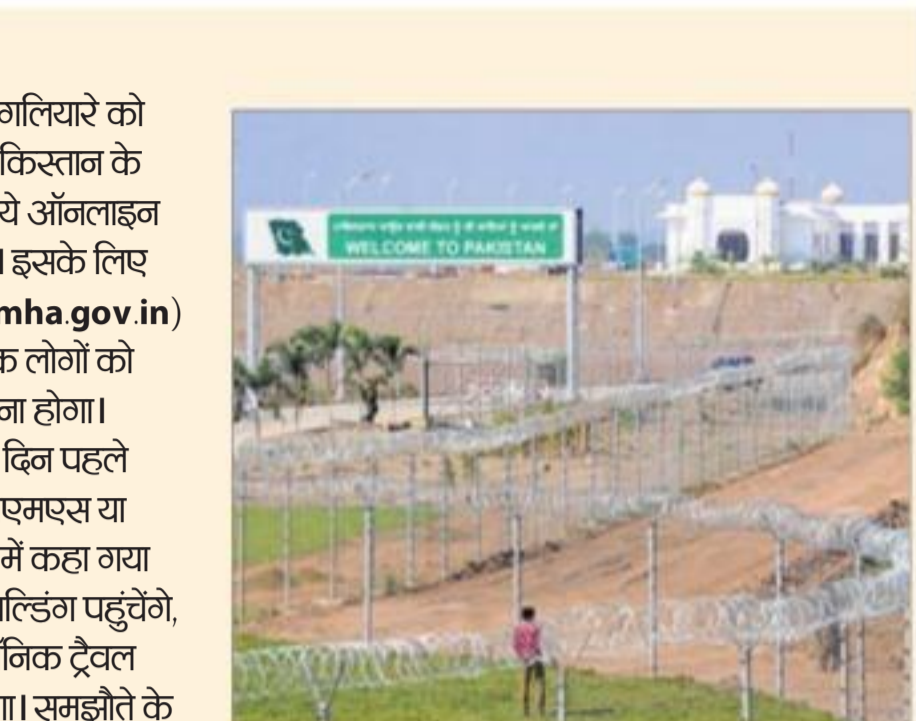 गलियारे को
किस्तान के
ये ऑनलाइन
। इसके लिए
mha.gov.in)
क लोगों को
ना होगा।
दिन पहले
एमएस या
में कहा गया
ल्डिंग पहुंचेंगे,
निक ट्रैवल
गा। समझौते के
WELCOME TO PAKISTAN